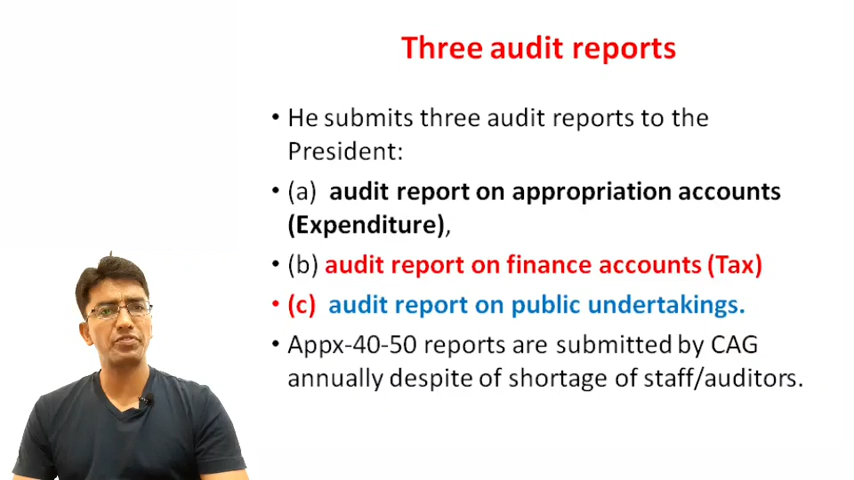 Three audit reports
• He submits three audit reports to the
President:
• (a) audit report on appropriation accounts
(Expenditure),
• (b) audit report on finance accounts (Tax)
• (c) audit report on public undertakings.
• Appx-40-50 reports are submitted by CAG
annually despite of shortage of staff/auditors.